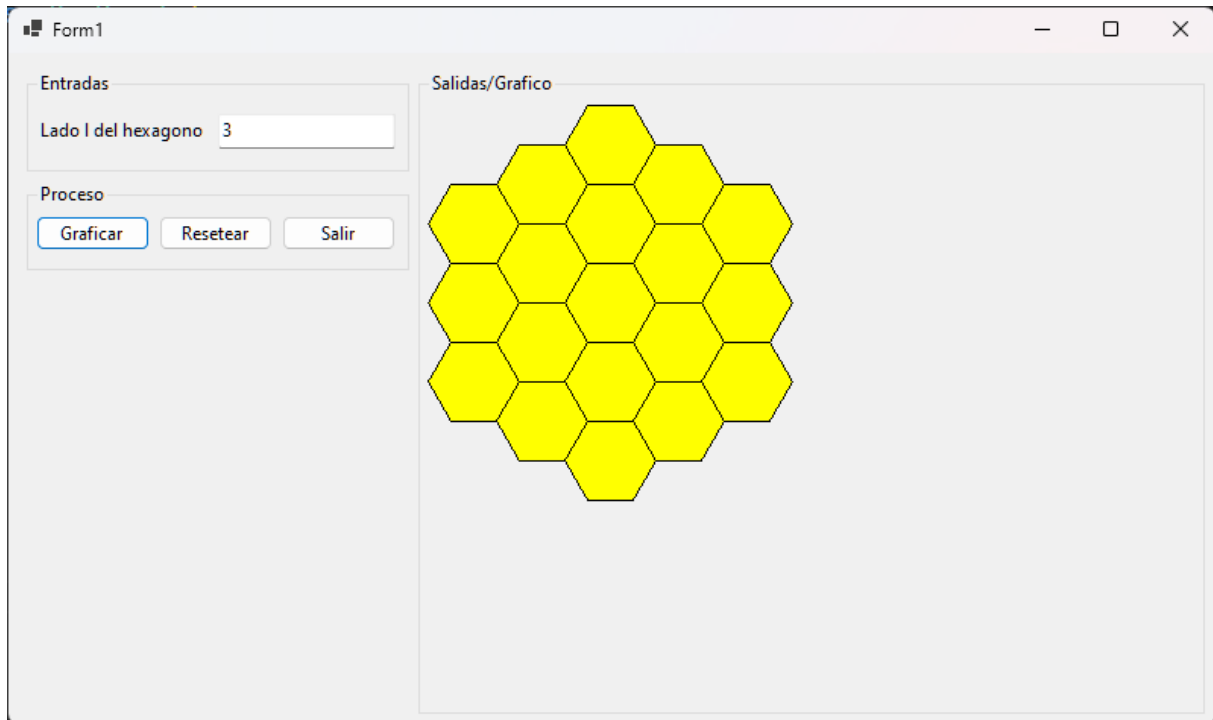 Form1
Entradas
Lado l del hexagono 3
Proceso
Graficar Resetear Salir
Salidas/Grafico